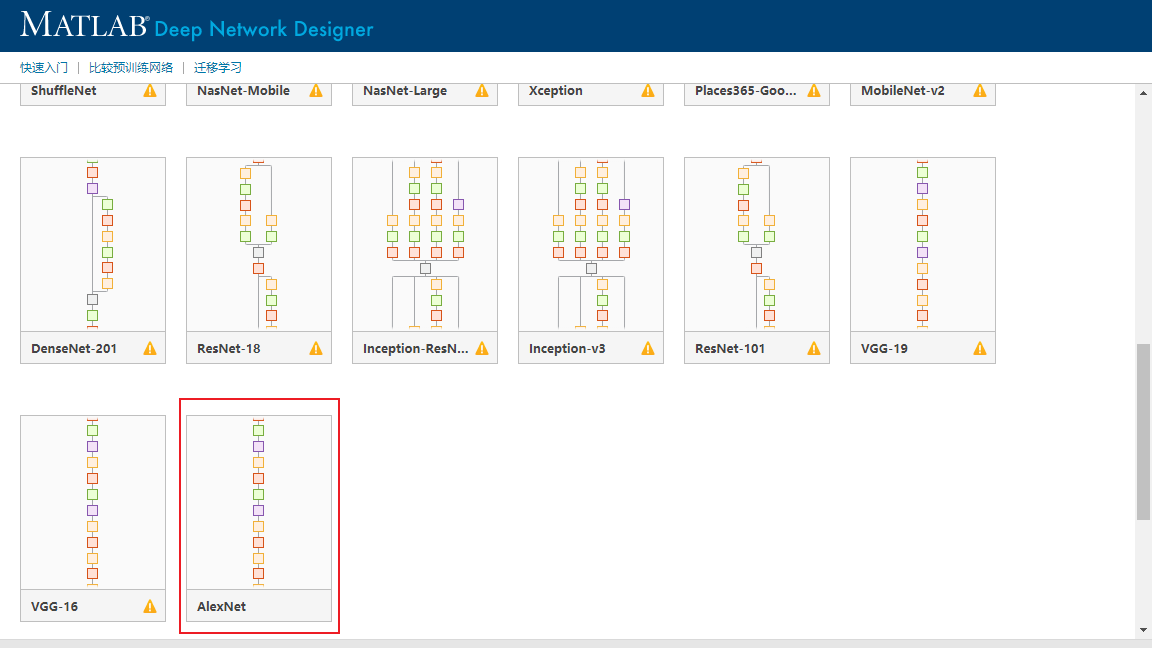 MATLAB® Deep Network Designer
快速入门 | 比较预训练网络 | 迁移学习
ShuffleNet NasNet-Mobile NasNet-Large Xception Places365-Goo... MobileNet-v2
DenseNet-201 ResNet-18 Inception-ResN... Inception-v3 ResNet-101 VGG-19
VGG-16 AlexNet